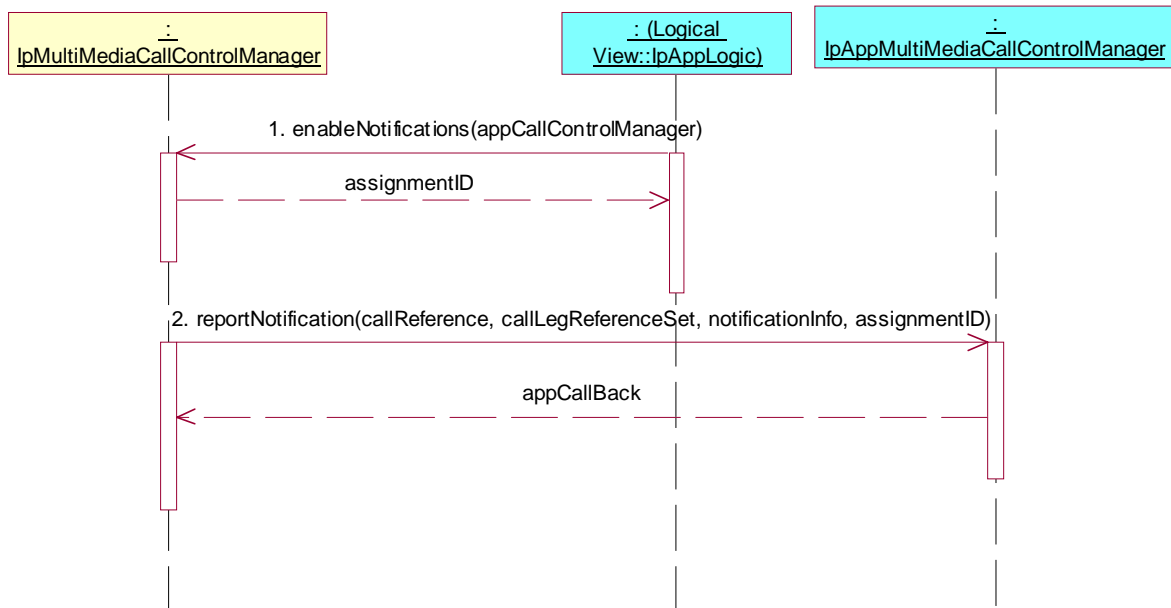 :
IpMultiMediaCallControlManager
: (Logical
View::IpAppLogic)
:
IpAppMultiMediaCallControlManager
1. enableNotifications(appCallControlManager)
assignmentID
2. reportNotification(callReference, callLegReferenceSet, notificationInfo, assignmentID)
appCallBack